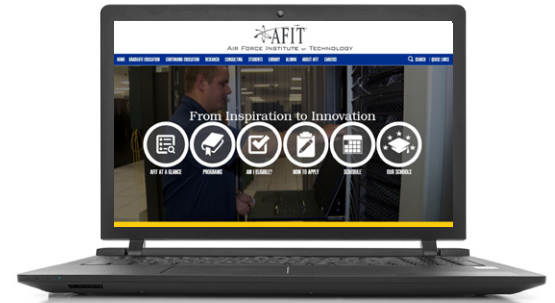 AFIT
AIR FORCE INSTITUTE OF TECHNOLOGY
HOME GRADUATE EDUCATION CONTINUING EDUCATION RESEARCH CONSULTING STUDENTS LIBRARY ALUMNI ABOUT AFIT CAREERS SEARCH | QUICK LINKS
From Inspiration to Innovation
AFIT AT A GLANCE PROGRAMS AM I ELIGIBLE? HOW TO APPLY SCHEDULE OUR SCHOOLS